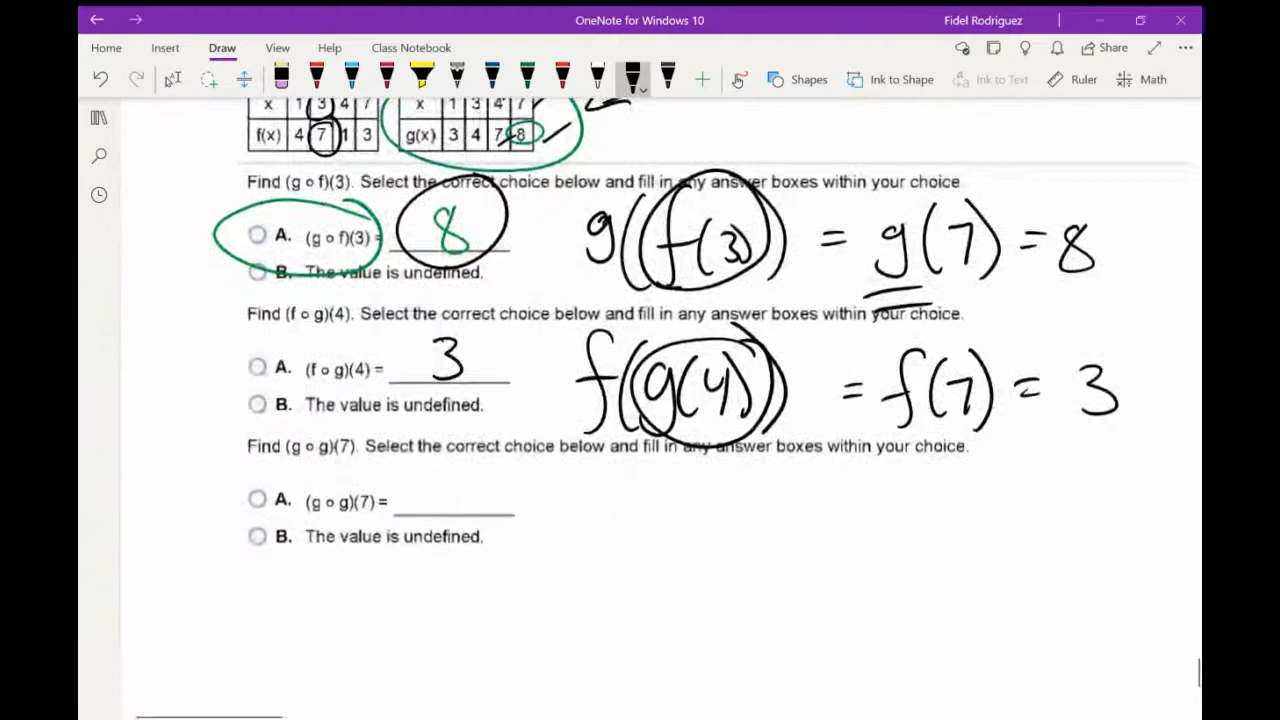 OneNote for Windows 10 Fidel Rodriguez
Home Insert Draw View Help Class Notebook Share
Shapes Ink to Shape Ink to Text Ruler Math
x 1 3 4 7 x 1 3 4 7
f(x) 4 7 1 3 g(x) 3 4 7 8
Find (g o f)(3). Select the correct choice below and fill in any answer boxes within your choice
A. (g o f)(3) = 8 g(f(3)) = g(7) = 8
B. The value is undefined.
Find (f o g)(4). Select the correct choice below and fill in any answer boxes within your choice.
A. (f o g)(4) = 3 f(g(4)) = f(7) = 3
B. The value is undefined.
Find (g o g)(7). Select the correct choice below and fill in any answer boxes within your choice.
A. (g o g)(7) =
B. The value is undefined.